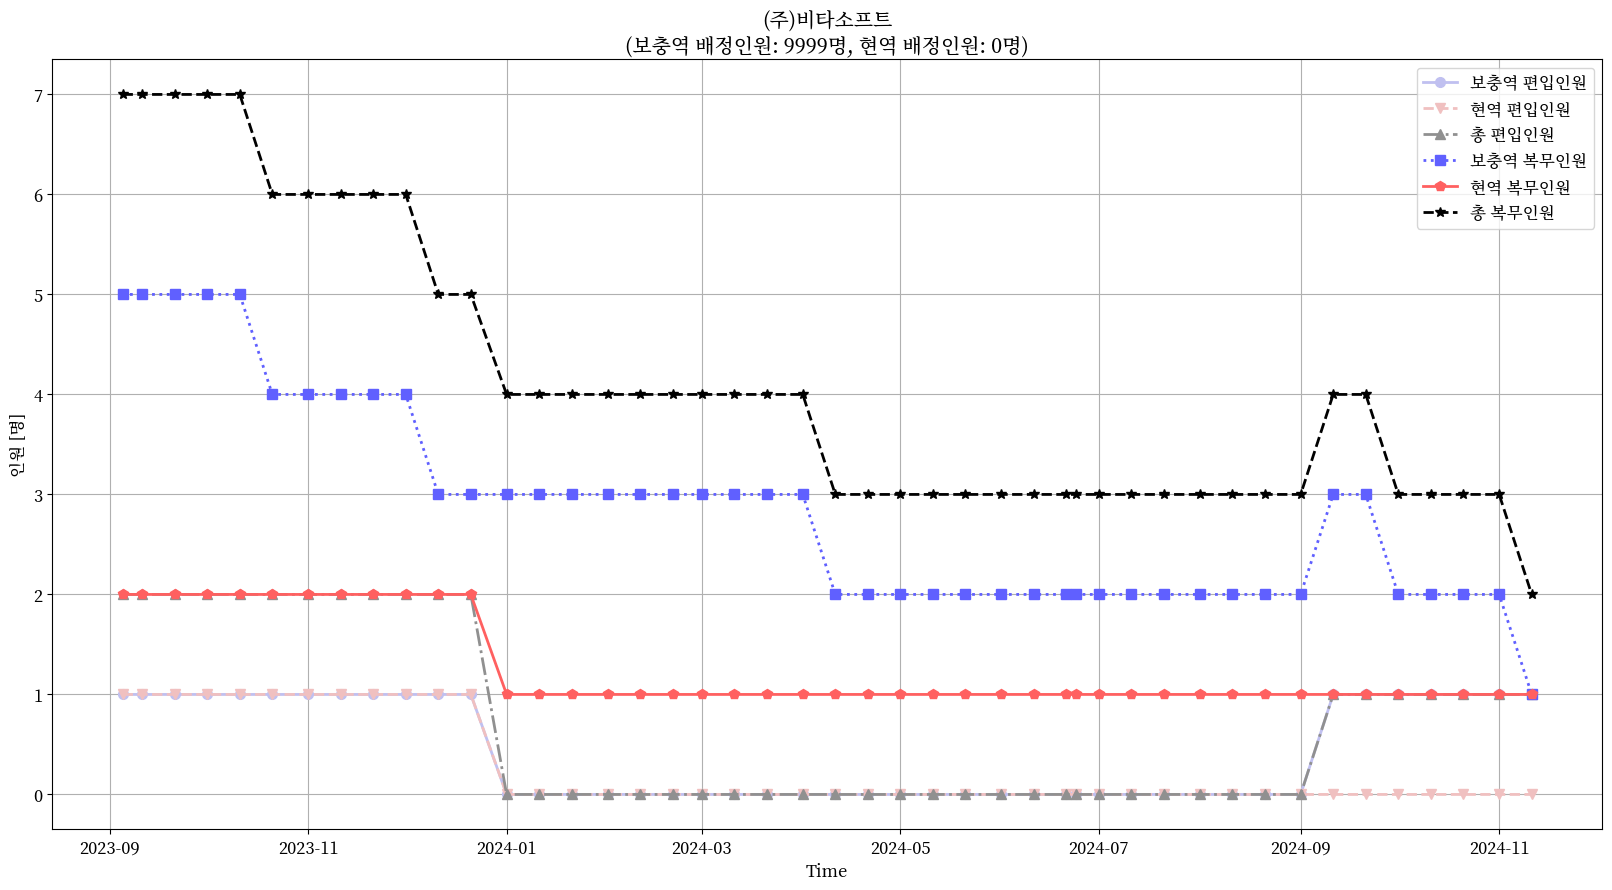 (주)비타소프트
(보충역 배정인원: 9999명, 현역 배정인원: 0명)
보충역 편입인원
현역 편입인원
총 편입인원
보충역 복무인원
현역 복무인원
총 복무인원
인원 [명]
7
6
5
4
3
2
1
0
2023-09
2023-11
2024-01
2024-03
2024-05
2024-07
2024-09
2024-11
Time